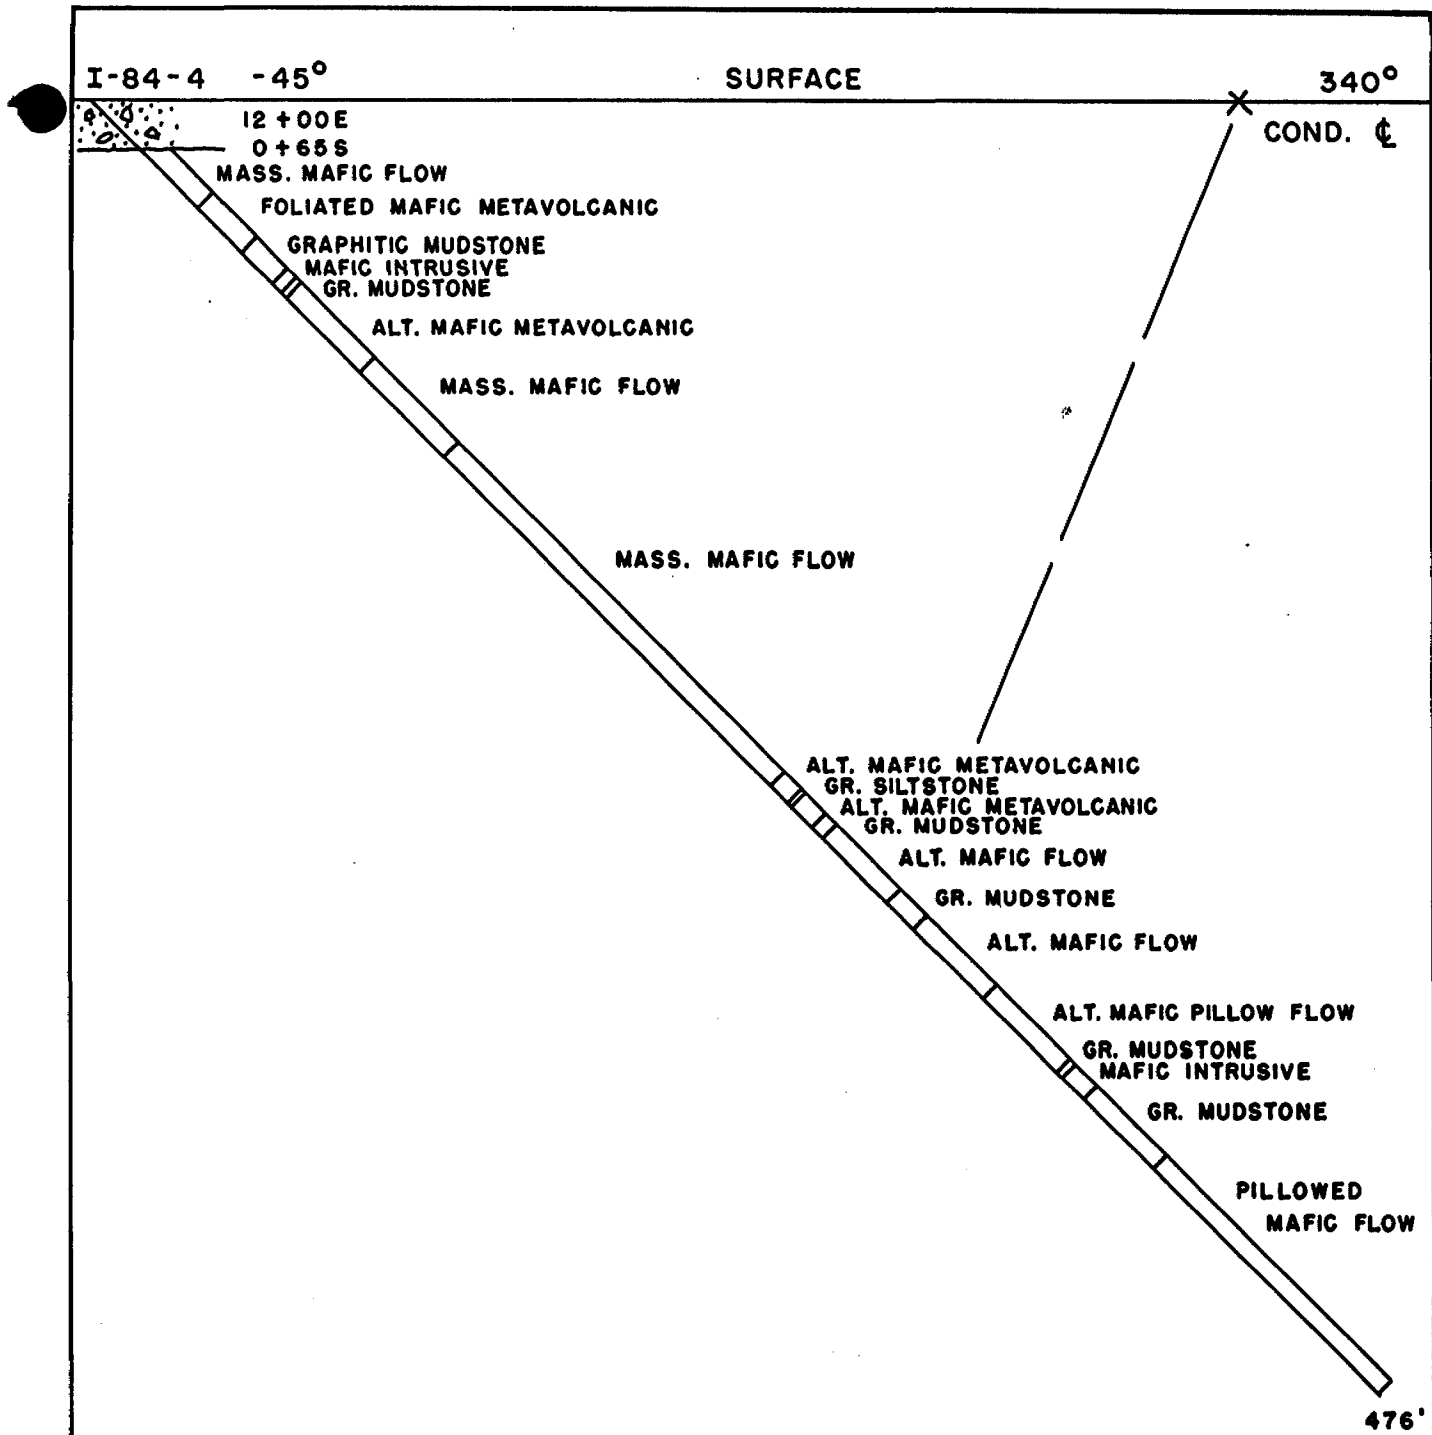 I-84-4 -45° SURFACE 340°
12+00E
0+65S
COND. ℄
MASS. MAFIC FLOW
FOLIATED MAFIC METAVOLCANIC
GRAPHITIC MUDSTONE
MAFIC INTRUSIVE
GR. MUDSTONE
ALT. MAFIC METAVOLCANIC
MASS. MAFIC FLOW
MASS. MAFIC FLOW
ALT. MAFIC METAVOLCANIC
GR. SILTSTONE
ALT. MAFIC METAVOLCANIC
GR. MUDSTONE
ALT. MAFIC FLOW
GR. MUDSTONE
ALT. MAFIC FLOW
ALT. MAFIC PILLOW FLOW
GR. MUDSTONE
MAFIC INTRUSIVE
GR. MUDSTONE
PILLOWED
MAFIC FLOW
476'